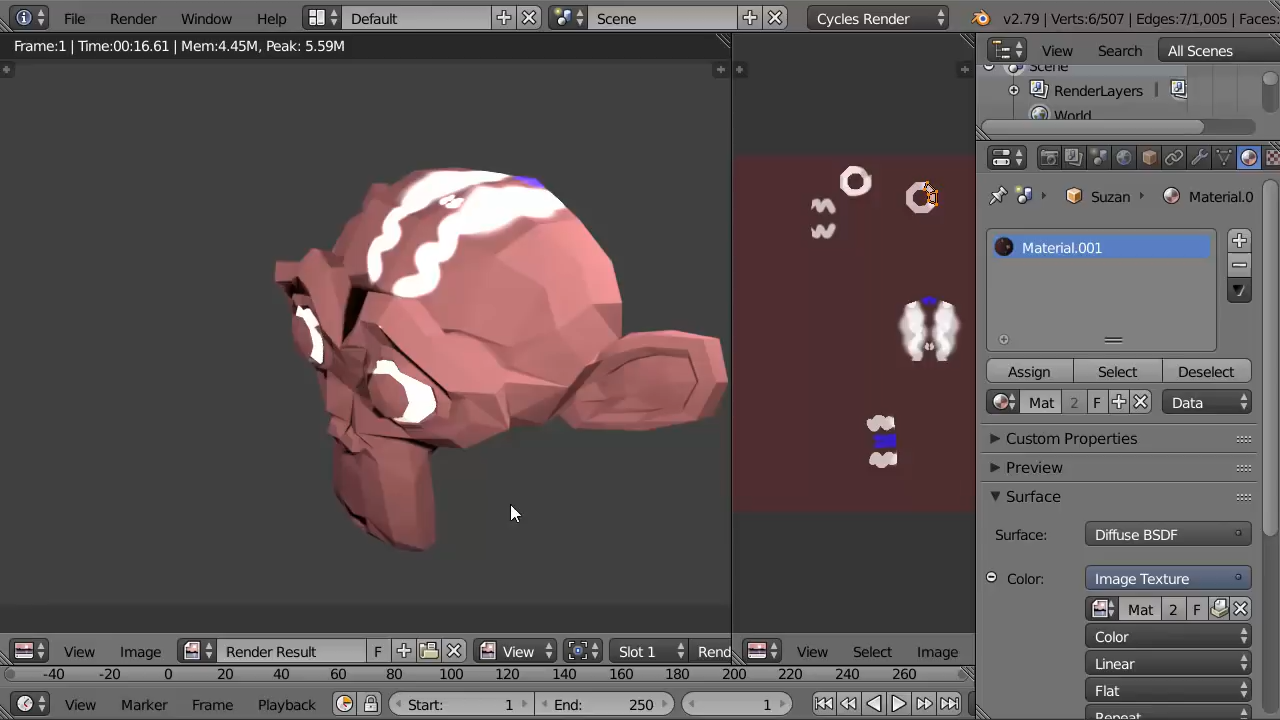 File Render Window Help Default Scene Cycles Render v2.79 | Verts:6/507 | Edges:7/1,005 | Faces:
Frame:1 | Time:00:16.61 | Mem:4.45M, Peak: 5.59M
View Search All Scenes
Scene
RenderLayers
World
Suzan Material.0
Material.001
Assign Select Deselect
Mat 2 F Data
Custom Properties
Preview
Surface
Surface: Diffuse BSDF
Color: Image Texture
Mat 2 F
Color
Linear
Flat
Repeat
View Image Render Result F View Slot 1 Rend
View Select Image
-40 -20 0 20 40 60 80 100 120 140 160 180 200 220 240 260
View Marker Frame Playback Start: 1 End: 250 1